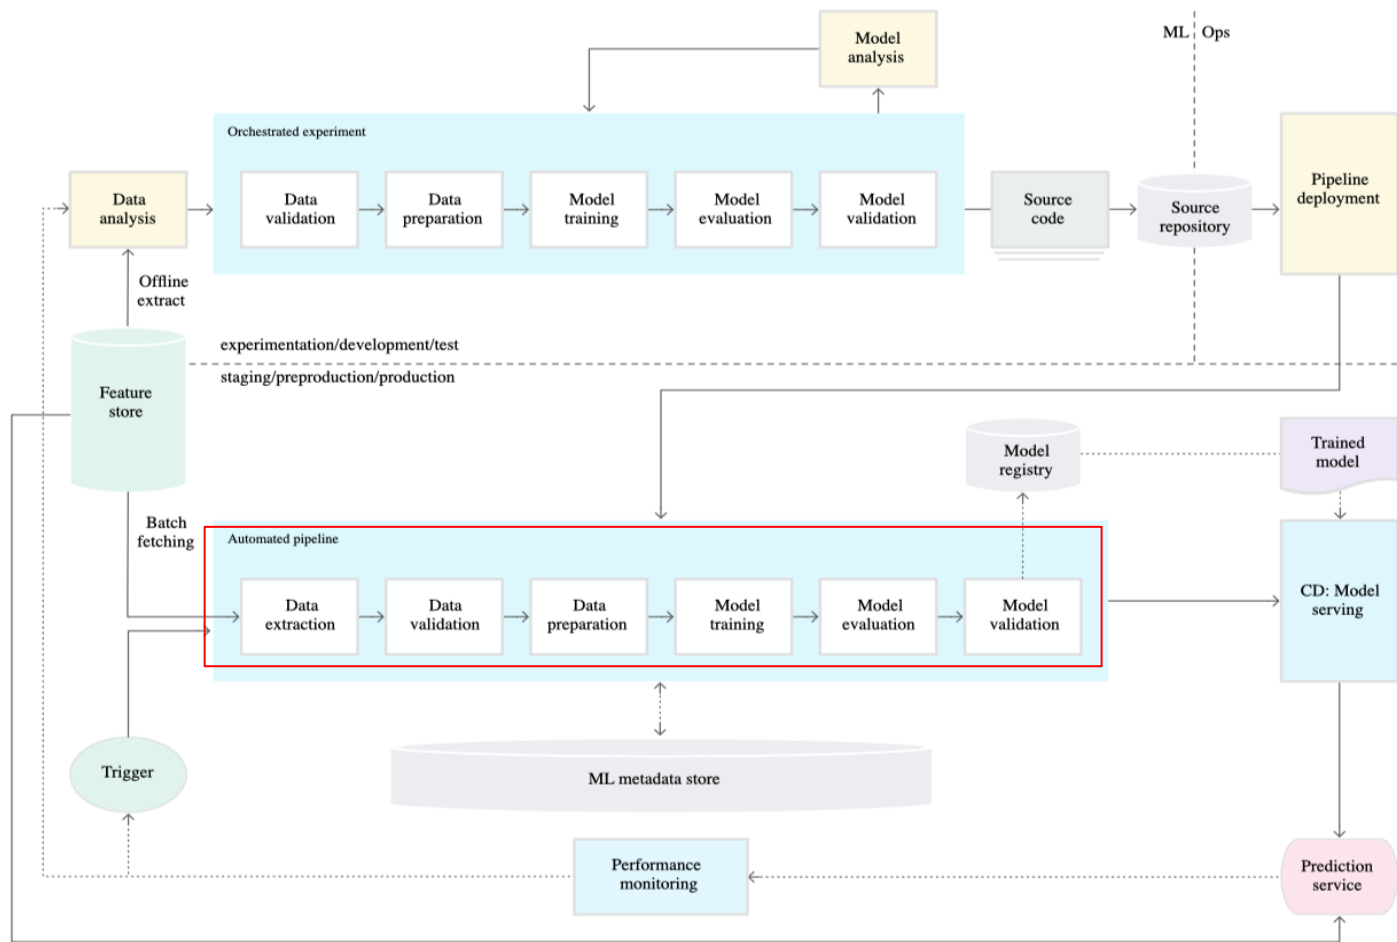 Model
analysis
ML
Ops
Orchestrated experiment
Data
validation
Data
preparation
Model
training
Model
evaluation
Model
validation
Data
analysis
Source
code
Source
repository
Pipeline
deployment
Offline
extract
experimentation/development/test
staging/preproduction/production
Feature
store
Model
registry
Trained
model
Batch
fetching
Automated pipeline
Data
extraction
Data
validation
Data
preparation
Model
training
Model
evaluation
Model
validation
CD: Model
serving
Trigger
ML metadata store
Performance
monitoring
Prediction
service